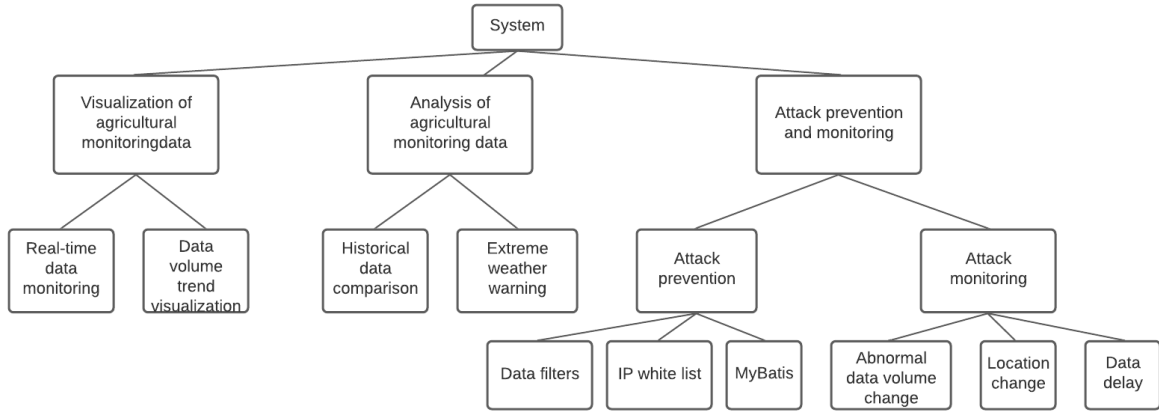 System
Visualization of
agricultural
monitoringdata
Analysis of
agricultural
monitoring data
Attack prevention
and monitoring
Real-time
data
monitoring
Data
volume
trend
visualization
Historical
data
comparison
Extreme
weather
warning
Attack
prevention
Attack
monitoring
Data filters
IP white list
MyBatis
Abnormal
data volume
change
Location
change
Data
delay